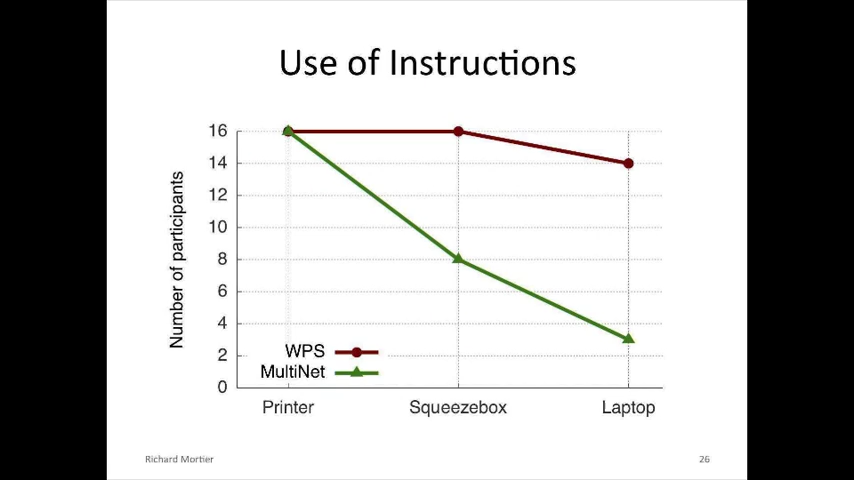 Use of Instructions
16
14
12
10
8
6
4
2
0
Number of participants
WPS
MultiNet
Printer Squeezebox Laptop
Richard Mortier 26